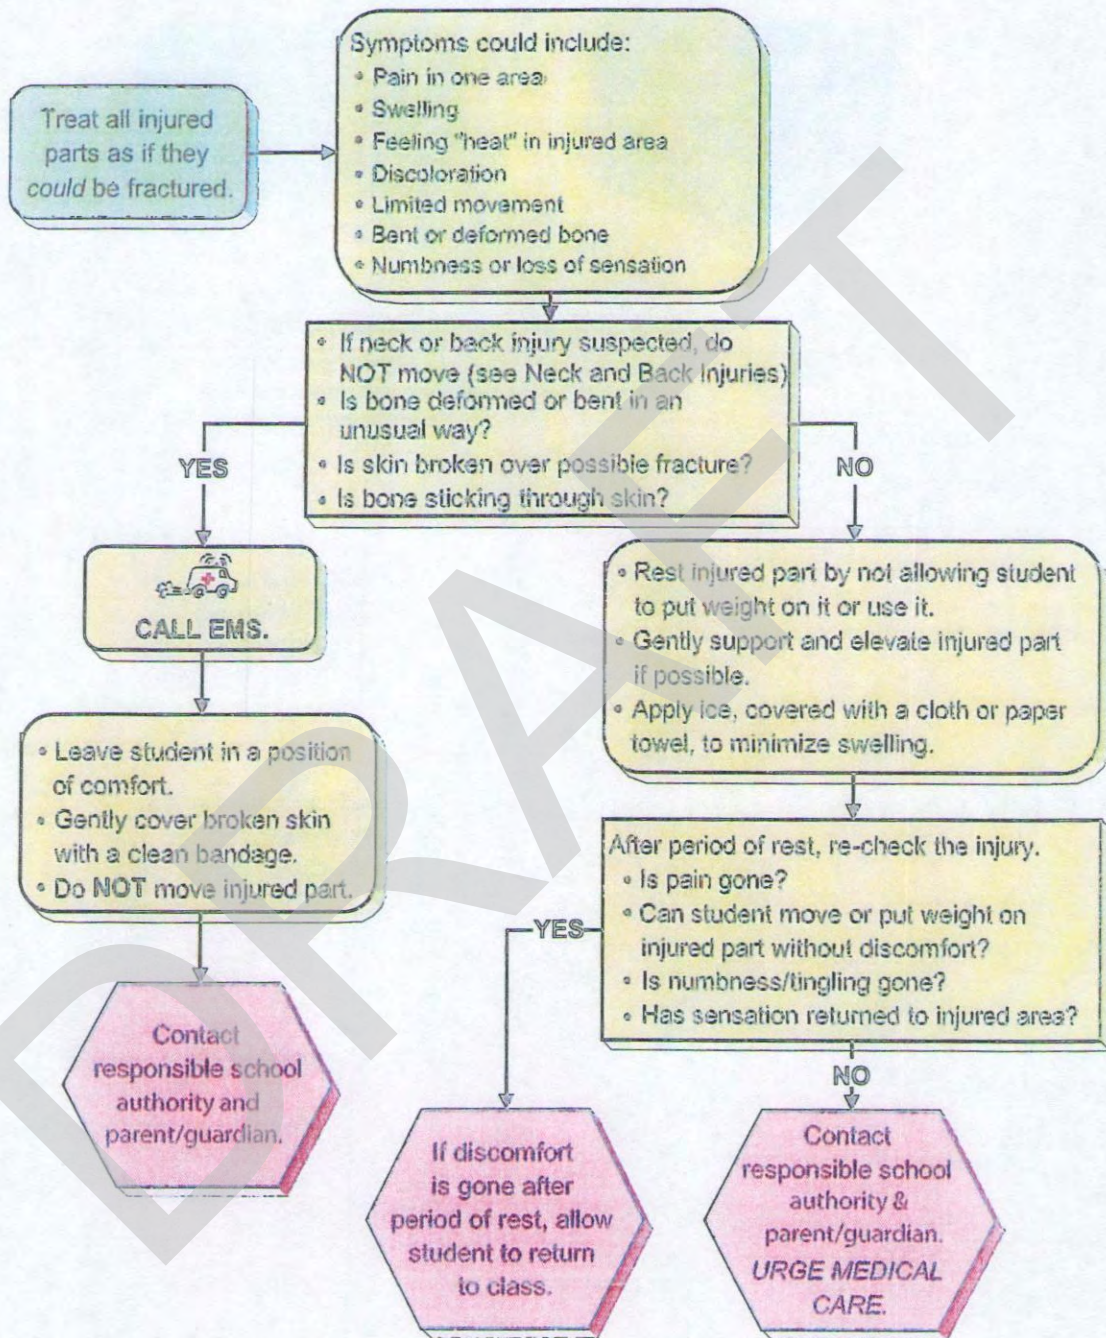 Treat all injured
parts as if they
could be fractured.
Symptoms could include:
• Pain in one area
• Swelling
• Feeling "heat" in injured area
• Discoloration
• Limited movement
• Bent or deformed bone
• Numbness or loss of sensation
• If neck or back injury suspected, do
NOT move (see Neck and Back Injuries)
• Is bone deformed or bent in an
unusual way?
• Is skin broken over possible fracture?
• Is bone sticking through skin?
YES
NO
CALL EMS.
• Leave student in a position
of comfort.
• Gently cover broken skin
with a clean bandage.
• Do NOT move injured part.
Contact
responsible school
authority and
parent/guardian.
• Rest injured part by not allowing student
to put weight on it or use it.
• Gently support and elevate injured part
if possible.
• Apply ice, covered with a cloth or paper
towel, to minimize swelling.
After period of rest, re-check the injury.
• Is pain gone?
• Can student move or put weight on
injured part without discomfort?
• Is numbness/tingling gone?
• Has sensation returned to injured area?
YES
NO
If discomfort
is gone after
period of rest, allow
student to return
to class.
Contact
responsible school
authority &
parent/guardian.
URGE MEDICAL
CARE.
DRAFT